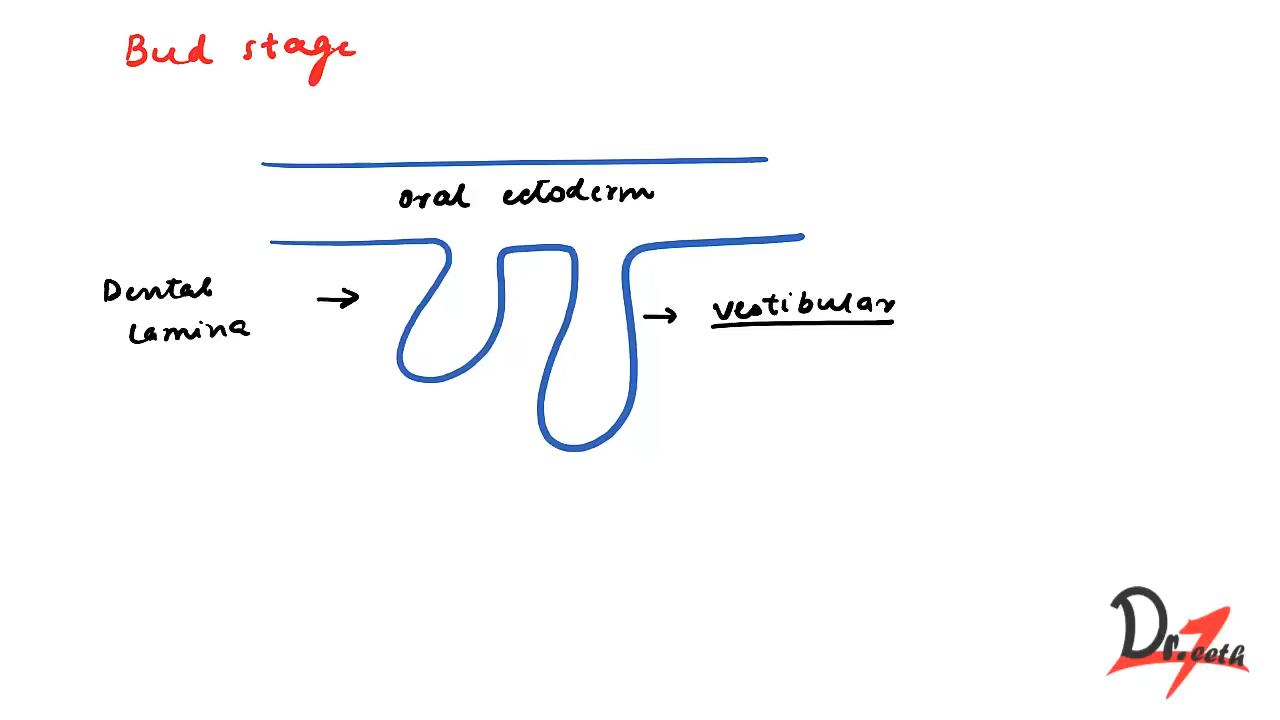 Bud stage
oral ectoderm
Dental
Lamina
vestibular
Dr.Teeth